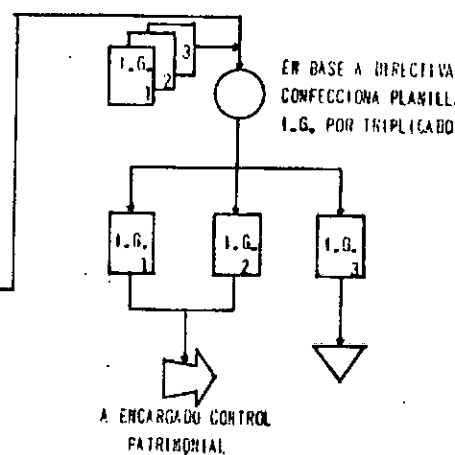 I.G.
1
2
3
EN BASE A DIRECTIVA
CONFECCIONA PLANILL
I.G. POR TRIPLICADO
I.G.
1
I.G.
2
I.G.
3
A ENCARGADO CONTROL
PATRIMONIAL